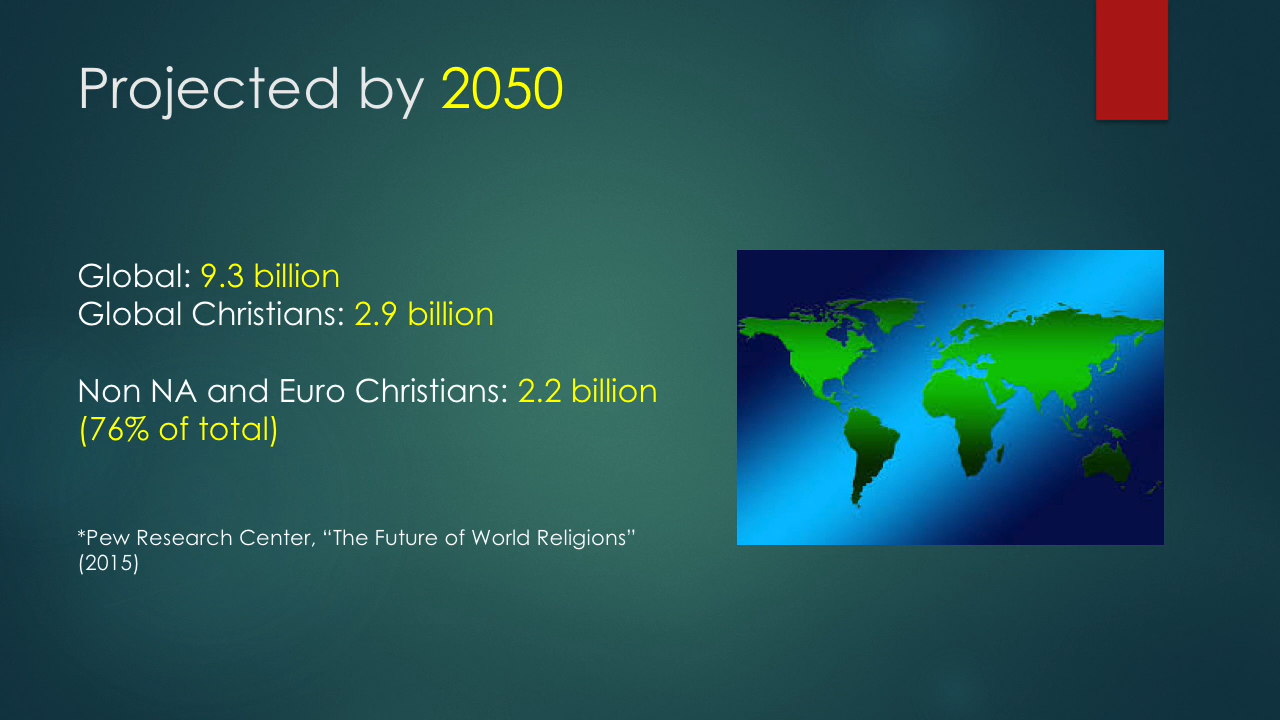 Projected by 2050
Global: 9.3 billion
Global Christians: 2.9 billion
Non NA and Euro Christians: 2.2 billion
(76% of total)
*Pew Research Center, “The Future of World Religions”
(2015)